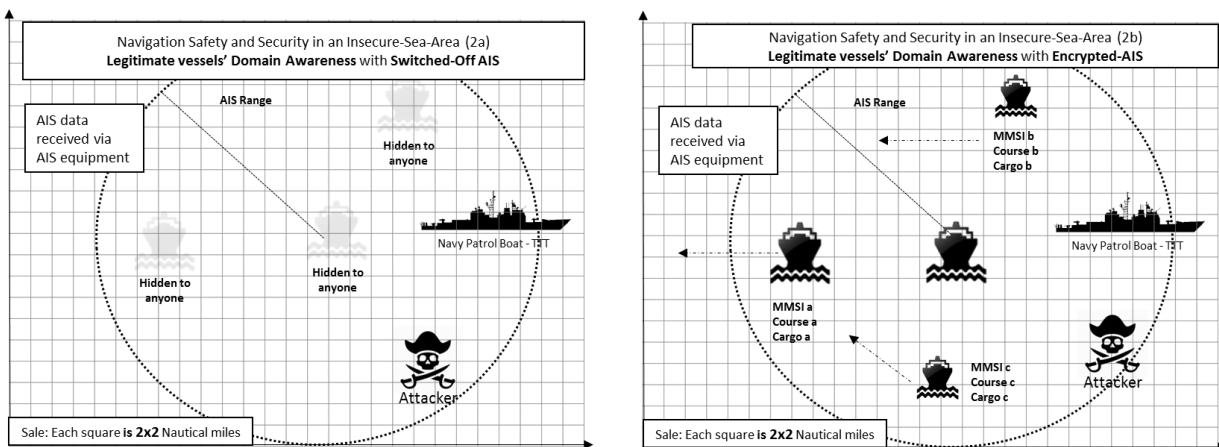 Navigation Safety and Security in an Insecure-Sea-Area (2a)
Legitimate vessels' Domain Awareness with Switched-Off AIS
AIS data
received via
AIS equipment
AIS Range
Hidden to
anyone
Navy Patrol Boat - TTT
Hidden to
anyone
Hidden to
anyone
Attacker
Sale: Each square is 2x2 Nautical miles
Navigation Safety and Security in an Insecure-Sea-Area (2b)
Legitimate vessels' Domain Awareness with Encrypted-AIS
AIS data
received via
AIS equipment
AIS Range
MMSI b
Course b
Cargo b
Navy Patrol Boat - TTT
MMSI a
Course a
Cargo a
MMSI c
Course c
Cargo c
Attacker
Sale: Each square is 2x2 Nautical miles